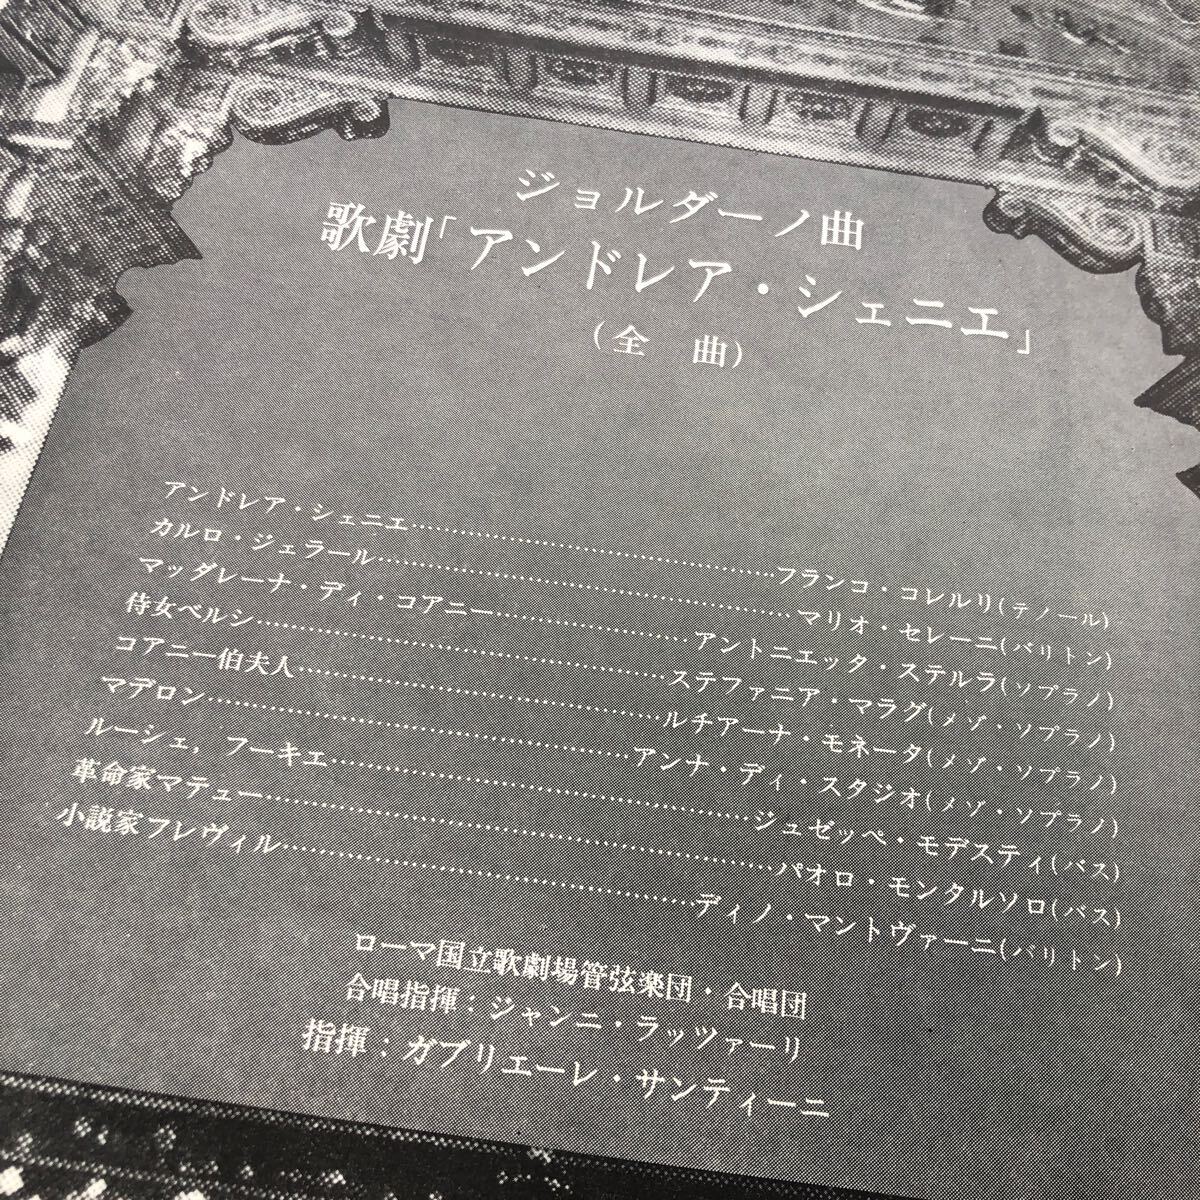 ジョルダーノ曲
歌劇「アンドレア・シェニエ」
(全 曲)
アンドレア・シェニエ……………………………………フランコ・コレルリ(テノール)
カルロ・ジェラール……………………………………マリオ・セレーニ(バリトン)
マッダレーナ・ディ・コアニー……………………アントニエッタ・ステルラ(ソプラノ)
侍女ベルシ……………………………………ステファニア・マラグ(メゾ・ソプラノ)
コアニー伯夫人……………………………………ルチアーナ・モネータ(メゾ・ソプラノ)
マデロン……………………………………アンナ・ディ・スタジオ(メゾ・ソプラノ)
ルーシェ,フーキエ……………………………………ジュゼッペ・モデスティ(バス)
革命家マテュー……………………………………パオロ・モンタルソロ(バス)
小説家フレヴィル……………………………………ディノ・マントヴァーニ(バリトン)
ローマ国立歌劇場管弦楽団・合唱団
合唱指揮:ジャンニ・ラッツァーリ
指揮:ガブリエーレ・サンティーニ